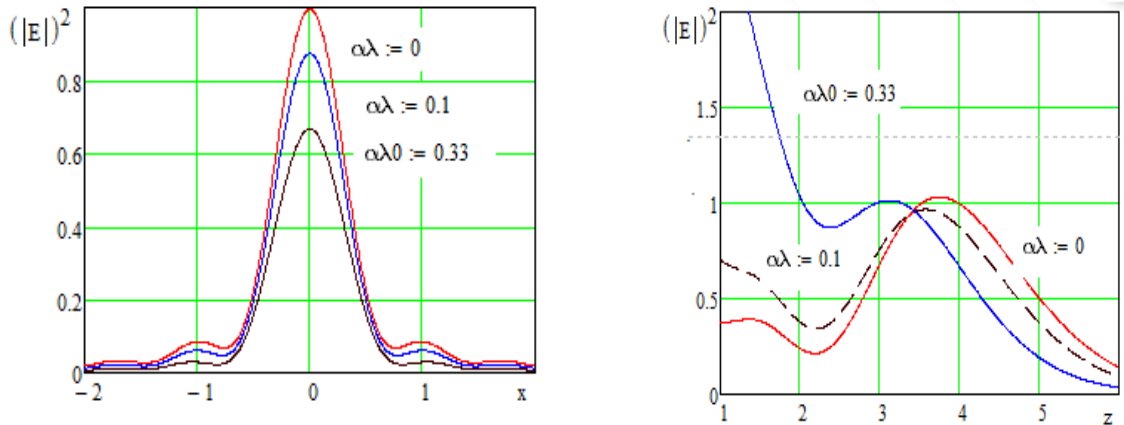 (|E|)²
αλ := 0
αλ := 0.1
αλ0 := 0.33
0.8
0.6
0.4
0.2
0
−2 −1 0 1 x
(|E|)²
2
1.5
1
0.5
0
αλ0 := 0.33
αλ := 0.1
αλ := 0
1 2 3 4 5 z